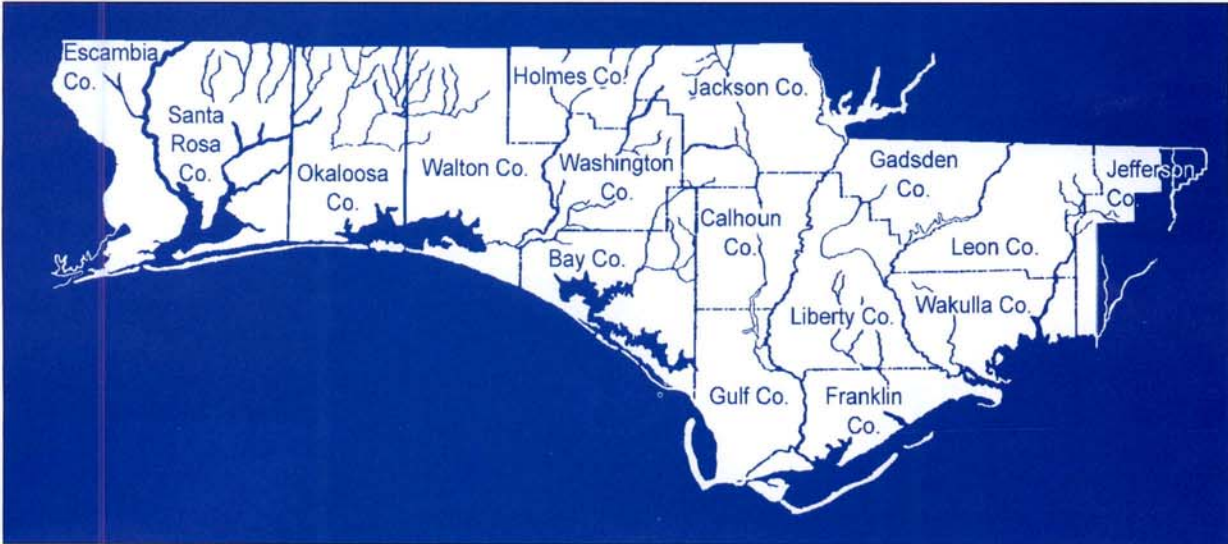 Escambia
Co.
Santa
Rosa
Co.
Okaloosa
Co.
Walton Co.
Holmes Co.
Washington
Co.
Bay Co.
Jackson Co.
Calhoun
Co.
Gulf Co.
Gadsden
Co.
Liberty Co.
Franklin
Co.
Leon Co.
Wakulla Co.
Jefferson
Co.